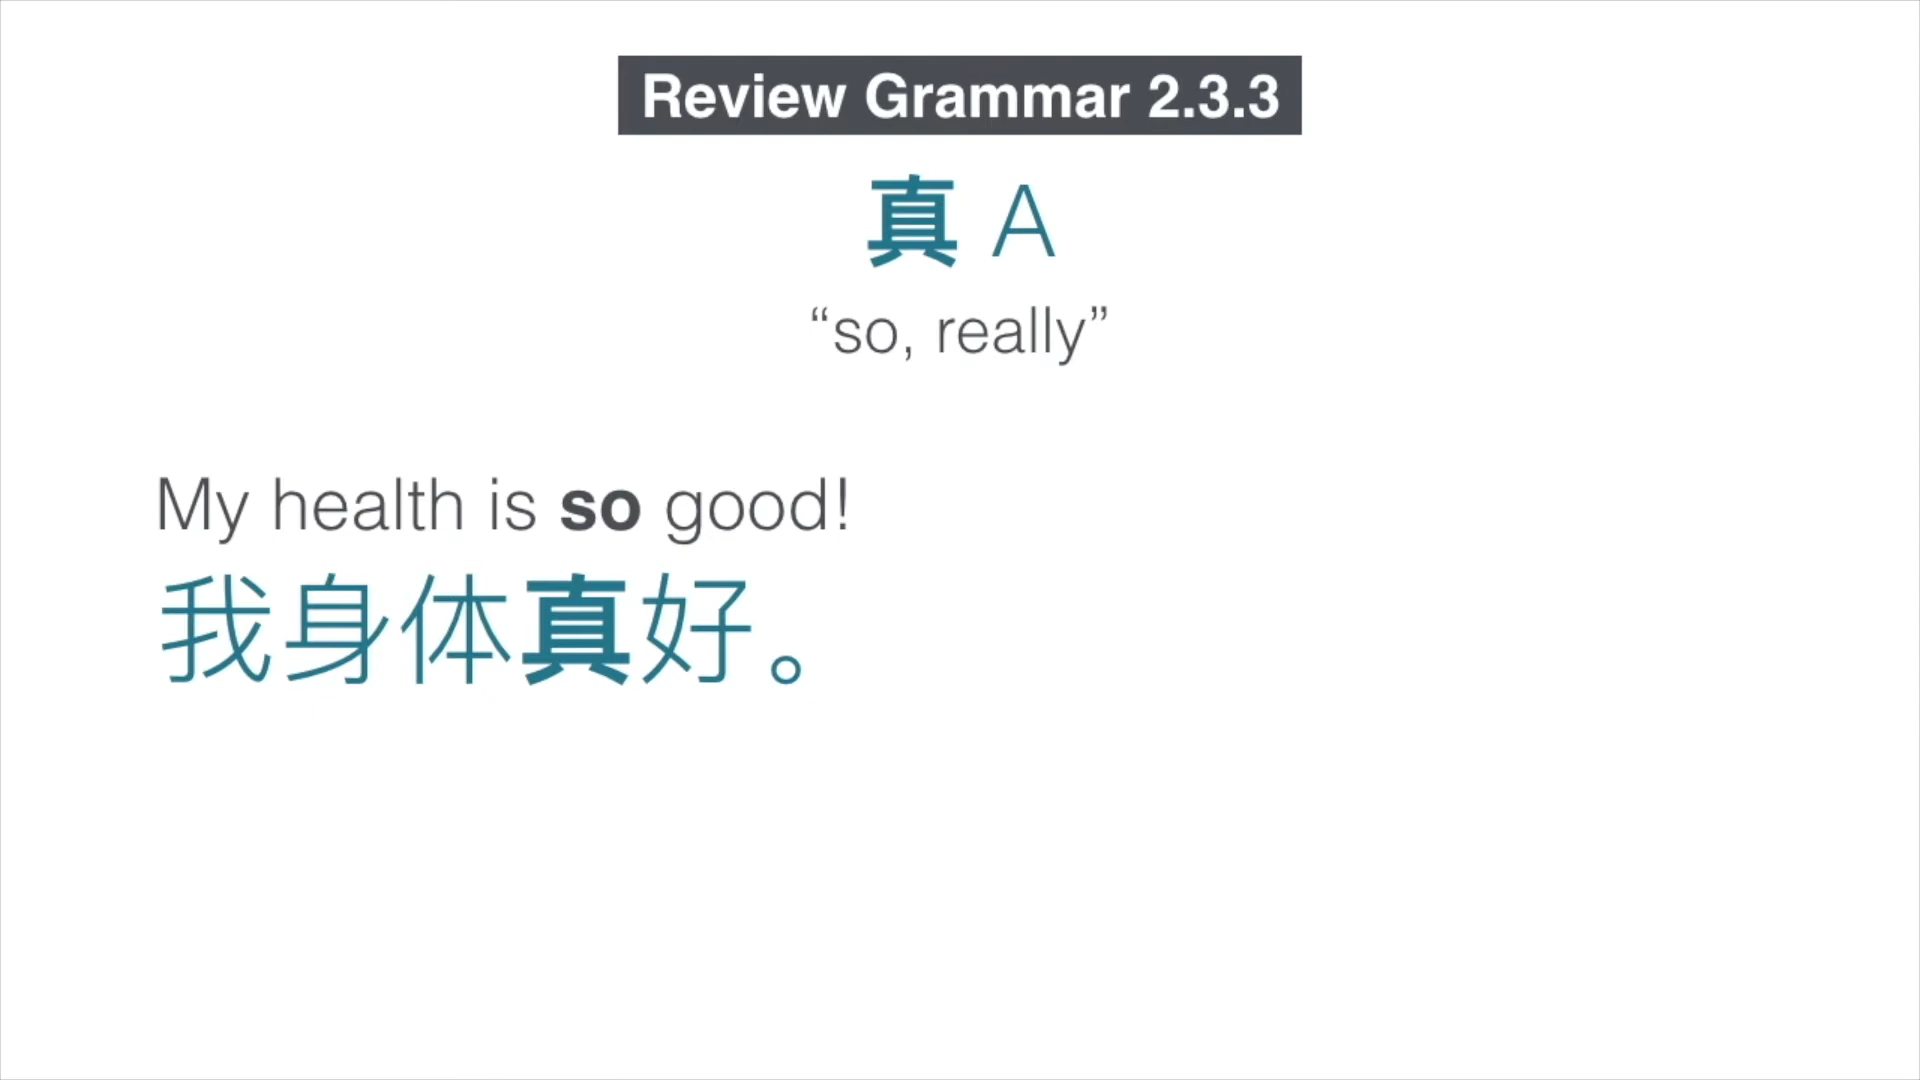 Review Grammar 2.3.3
真 A
“so, really”
My health is so good!
我身体真好。